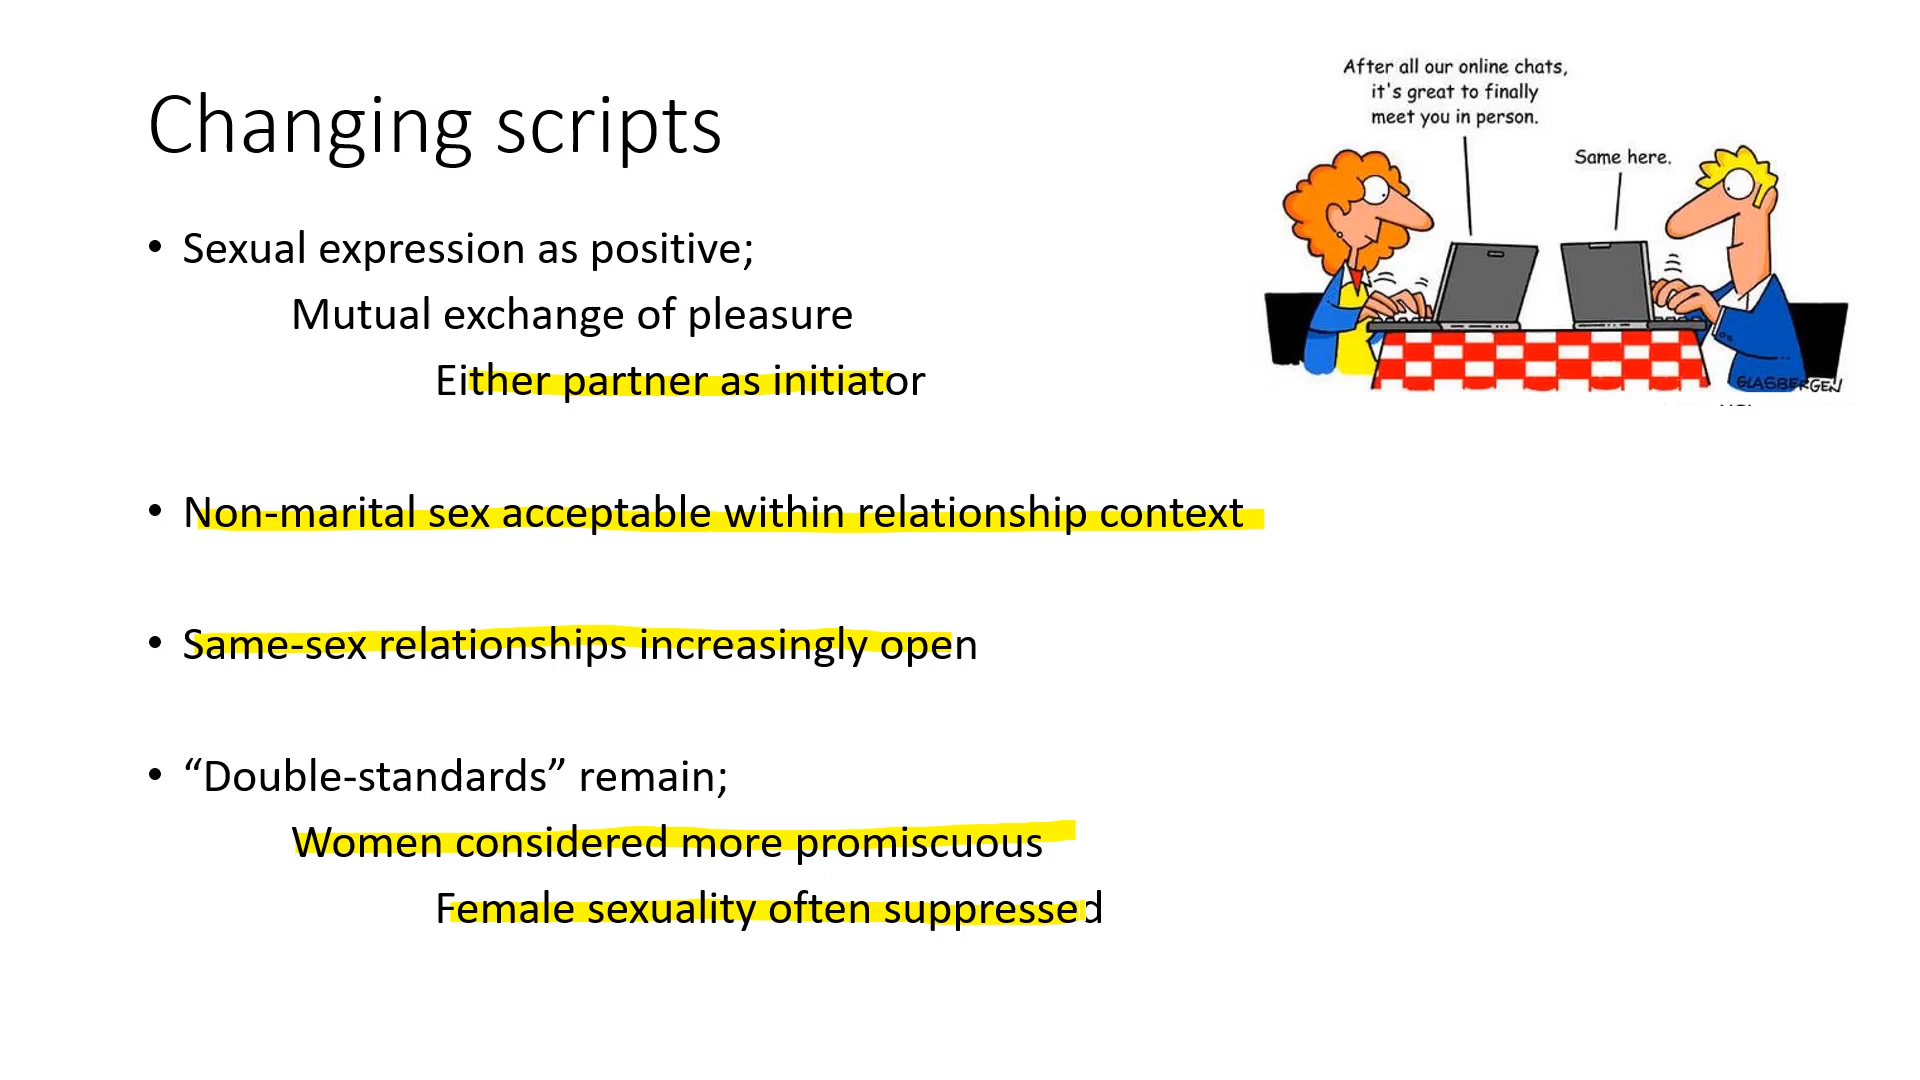 Changing scripts
After all our online chats,
it's great to finally
meet you in person.
Same here.
GLASBERGEN
• Sexual expression as positive;
Mutual exchange of pleasure
Either partner as initiator
• Non-marital sex acceptable within relationship context
• Same-sex relationships increasingly open
• “Double-standards” remain;
Women considered more promiscuous
Female sexuality often suppressed